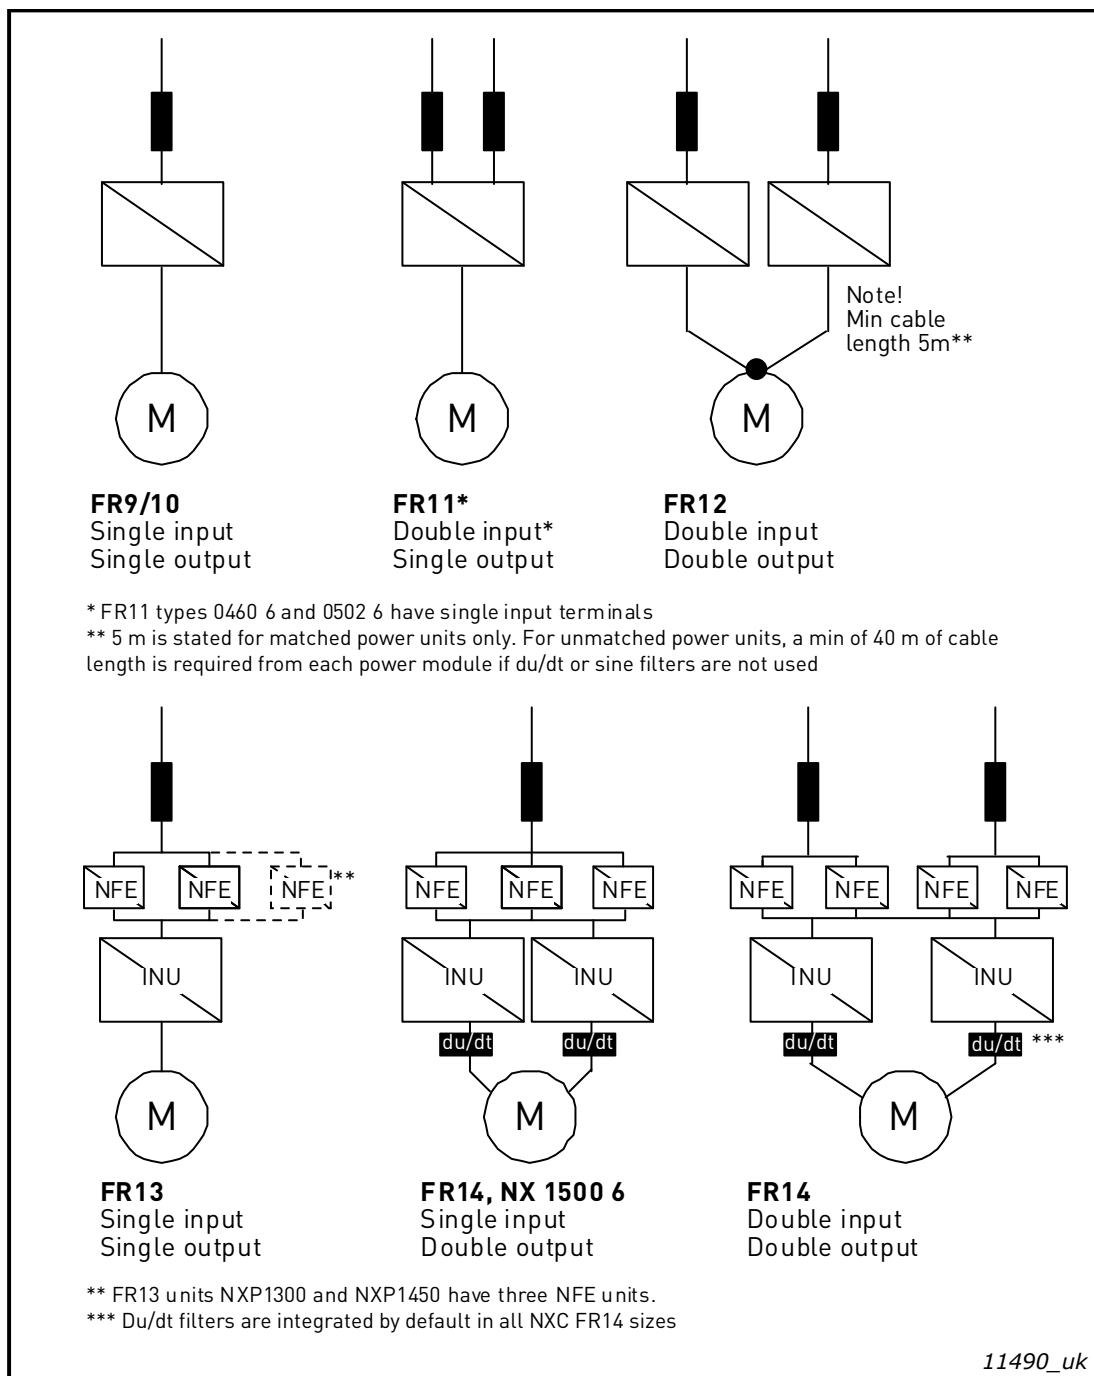 Note!
Min cable
length 5m**
M
M
M
FR9/10
Single input
Single output
FR11*
Double input*
Single output
FR12
Double input
Double output
* FR11 types 0460 6 and 0502 6 have single input terminals
** 5 m is stated for matched power units only. For unmatched power units, a min of 40 m of cable
length is required from each power module if du/dt or sine filters are not used
NFE
NFE
NFE
**
NFE
NFE
NFE
NFE
NFE
NFE
NFE
INU
INU
INU
INU
INU
du/dt
du/dt
du/dt
du/dt
***
M
M
M
FR13
Single input
Single output
FR14, NX 1500 6
Single input
Double output
FR14
Double input
Double output
** FR13 units NXP1300 and NXP1450 have three NFE units.
*** Du/dt filters are integrated by default in all NXC FR14 sizes
11490_uk